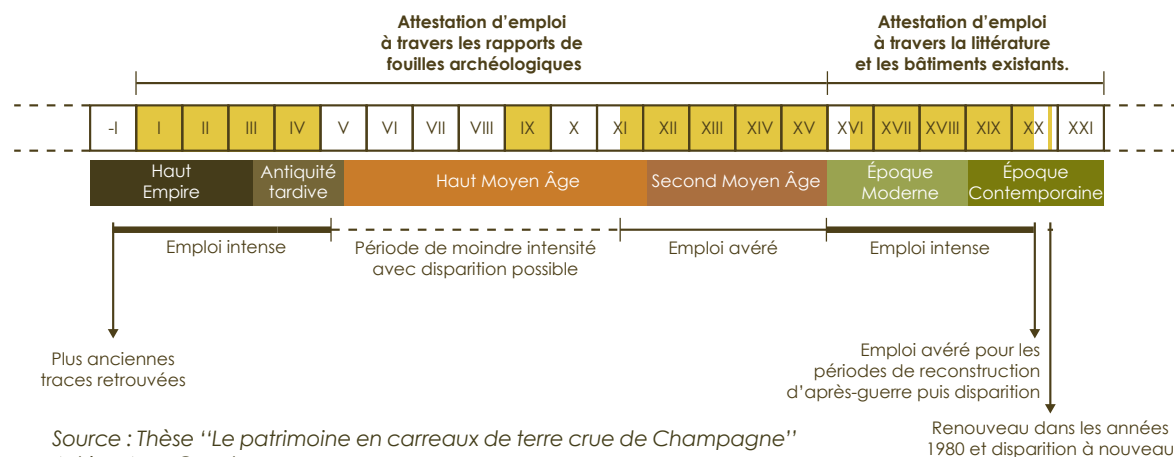 Attestation d'emploi
à travers les rapports de
fouilles archéologiques
Attestation d'emploi
à travers la littérature
et les bâtiments existants.
-I I II III IV V VI VII VIII IX X XI XII XIII XIV XV XVI XVII XVIII XIX XX XXI
Haut
Empire
Antiquité
tardive
Haut Moyen Âge
Second Moyen Âge
Époque
Moderne
Époque
Contemporaine
Emploi intense
Période de moindre intensité
avec disparition possible
Emploi avéré
Emploi intense
Plus anciennes
traces retrouvées
Emploi avéré pour les
périodes de reconstruction
d'après-guerre puis disparition
Renouveau dans les années
1980 et disparition à nouveau
Source : Thèse ''Le patrimoine en carreaux de terre crue de Champagne''